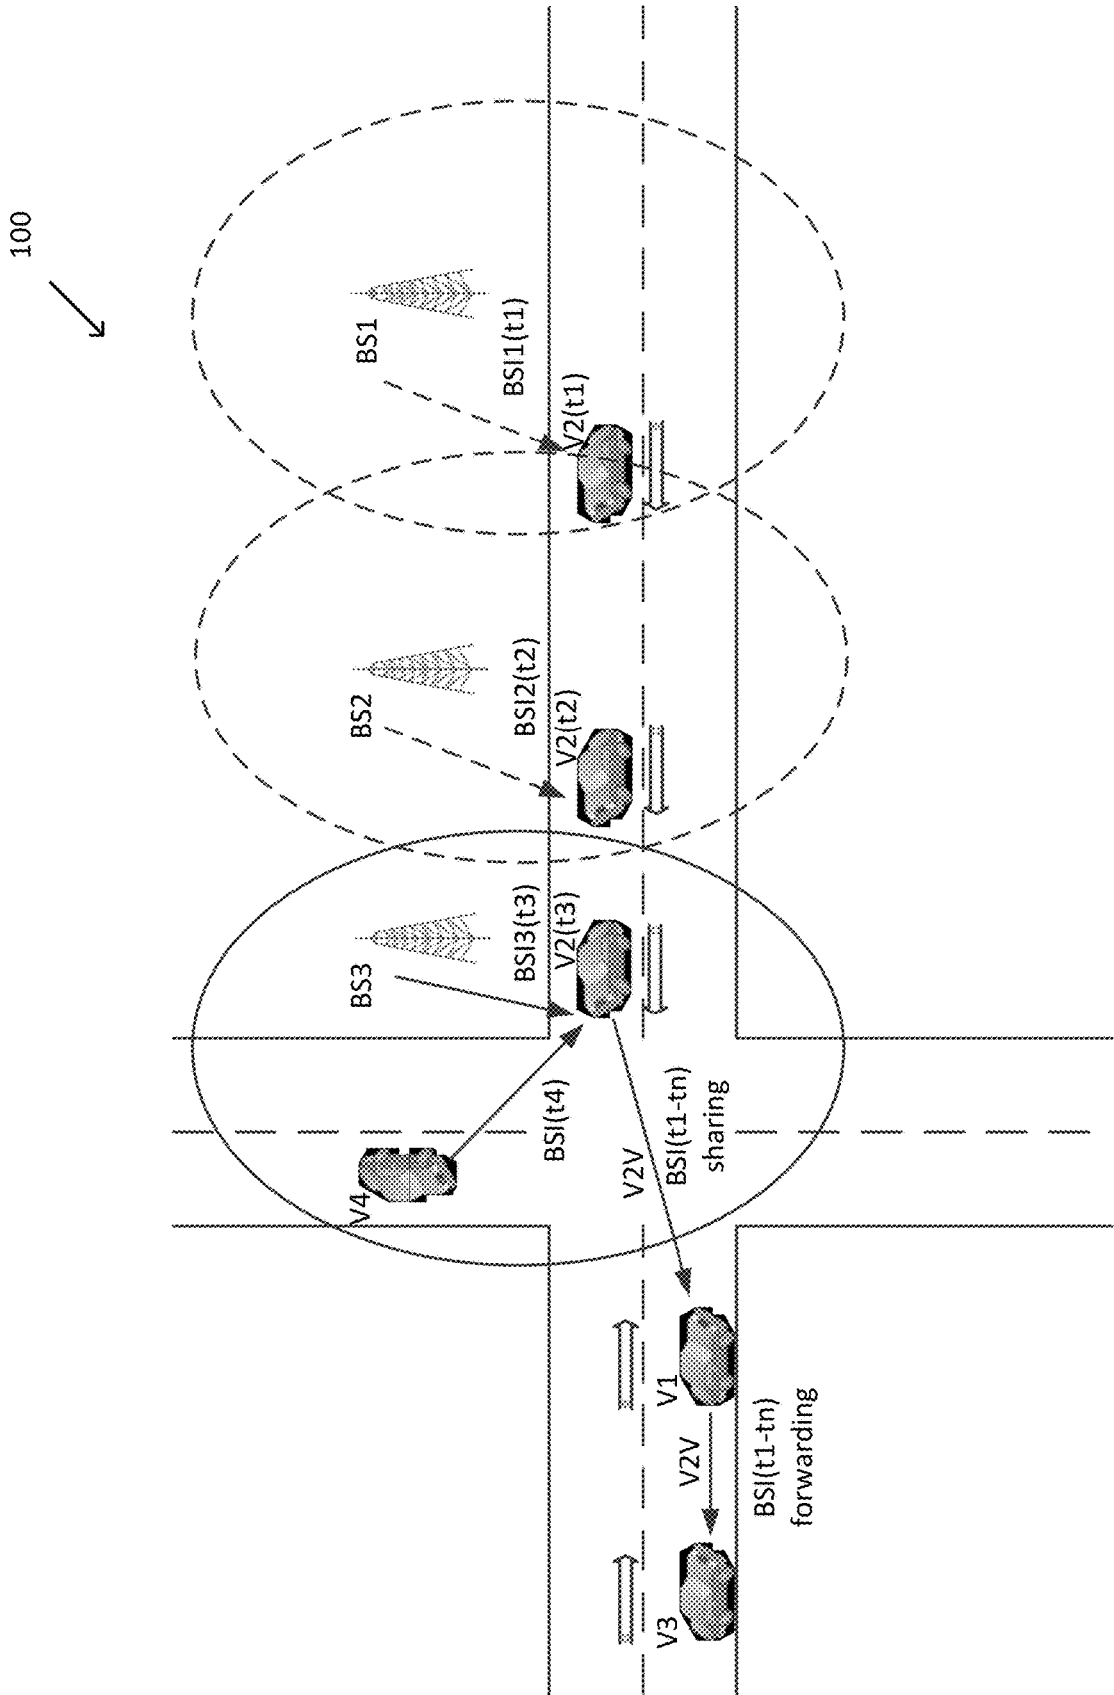 100
V4
BS3
BS2
BS1
BSI3(t3)
BSI2(t2)
BSI1(t1)
BSI(t4)
V2(t3)
V2(t2)
V2(t1)
V2V
BSI(t1-tn)
sharing
V3
V1
V2V
BSI(t1-tn)
forwarding